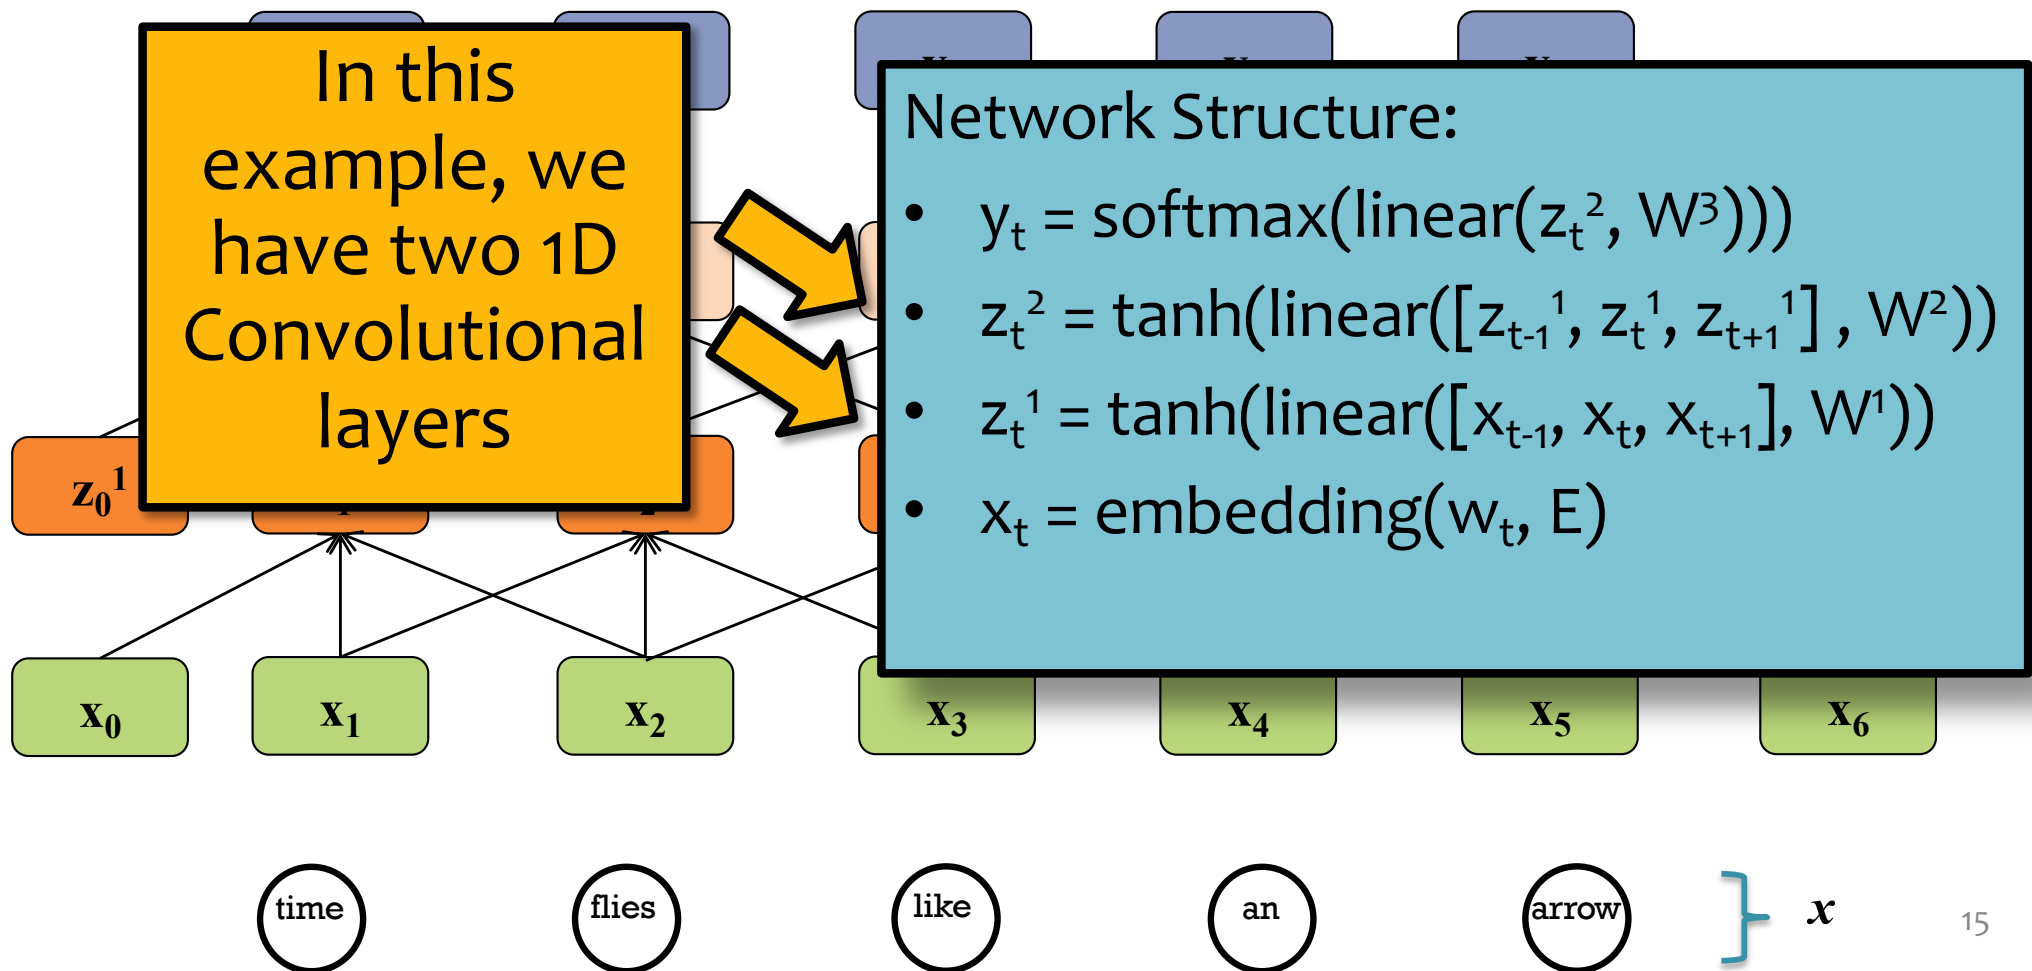 In this
example, we
have two 1D
Convolutional
layers
Network Structure:
• yₜ = softmax(linear(zₜ², W³)))
• zₜ² = tanh(linear([zₜ₋₁¹, zₜ¹, zₜ₊₁¹] , W²))
• zₜ¹ = tanh(linear([xₜ₋₁, xₜ, xₜ₊₁], W¹))
• xₜ = embedding(wₜ, E)
z₀¹
x₀ x₁ x₂ x₃ x₄ x₅ x₆
time flies like an arrow x
15